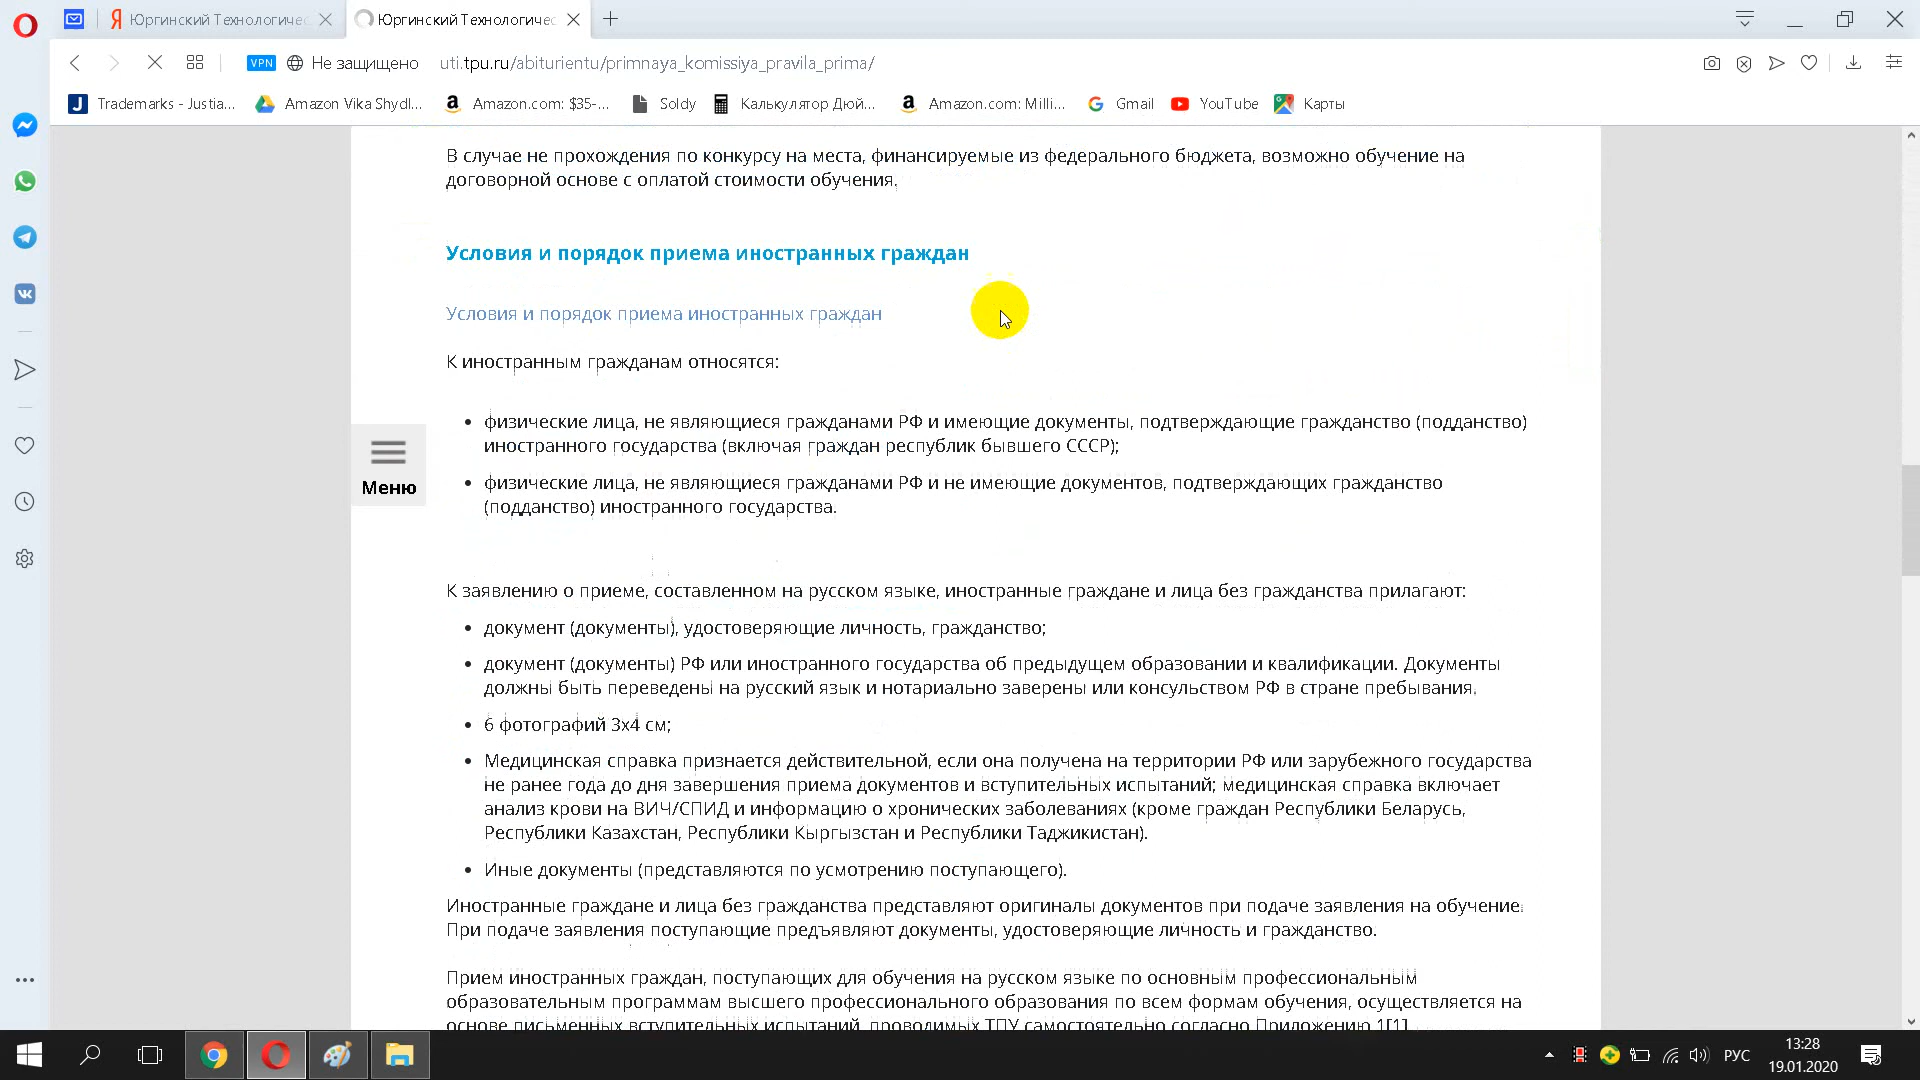 Юргинский Технологичес
Юргинский Технологичес
VPN
Не защищено
uti.tpu.ru/abiturientu/primnaya_komissiya_pravila_prima/
Trademarks - Justia...
Amazon Vika Shydl...
Amazon.com: $35-...
Soldy
Калькулятор Дюй...
Amazon.com: Milli...
Gmail
YouTube
Карты
В случае не прохождения по конкурсу на места, финансируемые из федерального бюджета, возможно обучение на
договорной основе с оплатой стоимости обучения.
Условия и порядок приема иностранных граждан
Условия и порядок приема иностранных граждан
К иностранным гражданам относятся:
• физические лица, не являющиеся гражданами РФ и имеющие документы, подтверждающие гражданство (подданство)
иностранного государства (включая граждан республик бывшего СССР);
Меню
• физические лица, не являющиеся гражданами РФ и не имеющие документов, подтверждающих гражданство
(подданство) иностранного государства.
К заявлению о приеме, составленном на русском языке, иностранные граждане и лица без гражданства прилагают:
• документ (документы), удостоверяющие личность, гражданство;
• документ (документы) РФ или иностранного государства об предыдущем образовании и квалификации. Документы
должны быть переведены на русский язык и нотариально заверены или консульством РФ в стране пребывания.
• 6 фотографий 3х4 см;
• Медицинская справка признается действительной, если она получена на территории РФ или зарубежного государства
не ранее года до дня завершения приема документов и вступительных испытаний; медицинская справка включает
анализ крови на ВИЧ/СПИД и информацию о хронических заболеваниях (кроме граждан Республики Беларусь,
Республики Казахстан, Республики Кыргызстан и Республики Таджикистан).
• Иные документы (представляются по усмотрению поступающего).
Иностранные граждане и лица без гражданства представляют оригиналы документов при подаче заявления на обучение.
При подаче заявления поступающие предъявляют документы, удостоверяющие личность и гражданство.
Прием иностранных граждан, поступающих для обучения на русском языке по основным профессиональным
образовательным программам высшего профессионального образования по всем формам обучения, осуществляется на
основе письменных вступительных испытаний, проводимых ТПУ самостоятельно согласно Приложению 1[1]
РУС
13:28
19.01.2020